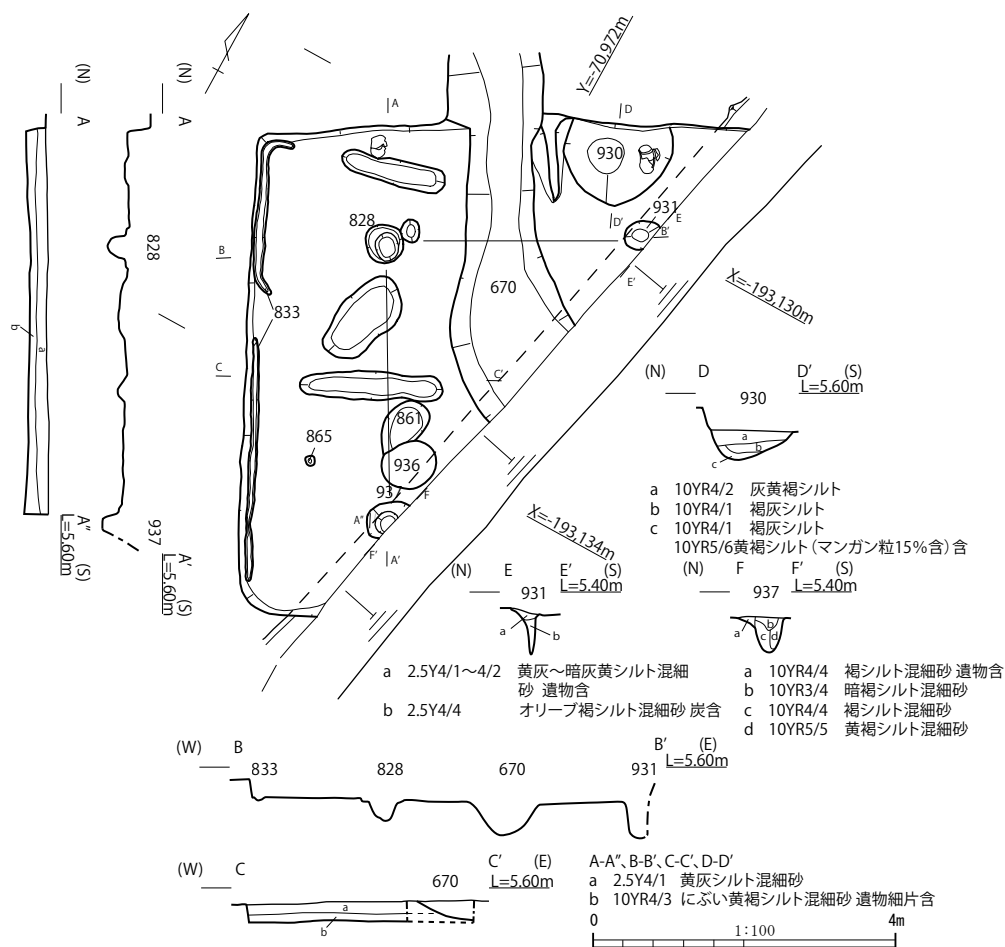 Y=-70,972m
(N) A
(N) A
A
D
930
931
E
D'
B'
E'
828
828
B
b
a
833
670
X=-193,130m
C
C'
(N) D D' (S)
L=5.60m
930
a
b
c
861
865
936
93
F
A''
F'
A'
A'' (S)
L=5.60m
937
A' (S)
L=5.60m
X=-193,134m
a 10YR4/2 灰黄褐シルト
b 10YR4/1 褐灰シルト
c 10YR4/1 褐灰シルト
10YR5/6黄褐シルト(マンガン粒15%含)含
(N) E E' (S)
L=5.40m
931
a
b
(N) F F' (S)
L=5.40m
937
a
b
c
d
a 2.5Y4/1~4/2 黄灰~暗灰黄シルト混細
砂 遺物含
b 2.5Y4/4 オリーブ褐シルト混細砂 炭含
a 10YR4/4 褐シルト混細砂 遺物含
b 10YR3/4 暗褐シルト混細砂
c 10YR4/4 褐シルト混細砂
d 10YR5/5 黄褐シルト混細砂
(W) B B' (E)
L=5.60m
833 828 670 931
(W) C C' (E)
670 L=5.60m
a
b
A-A''、B-B'、C-C'、D-D'
a 2.5Y4/1 黄灰シルト混細砂
b 10YR4/3 にぶい黄褐シルト混細砂 遺物細片含
0 4m
1:100